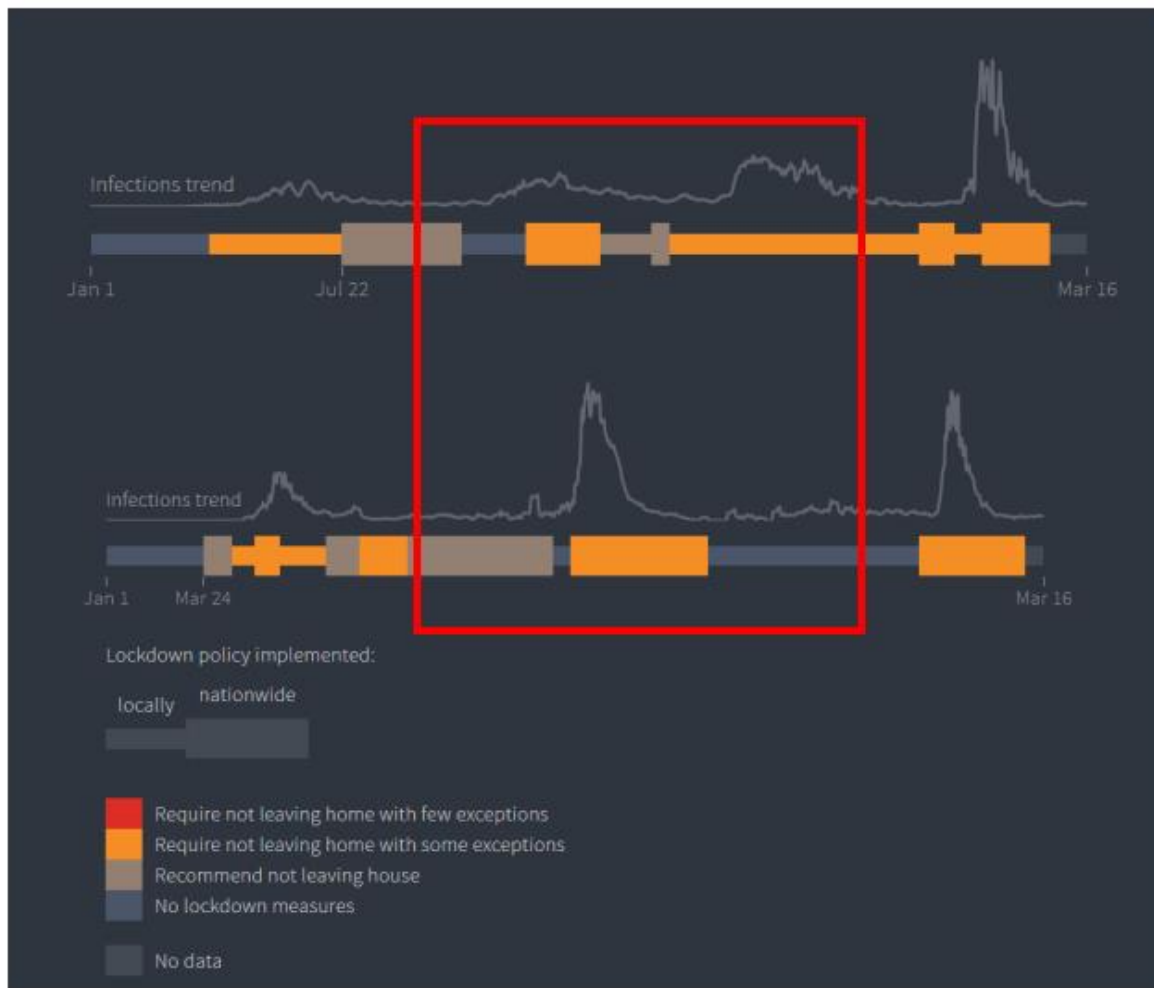 Infections trend
Jan 1 Jul 22 Mar 16
Infections trend
Jan 1 Mar 24 Mar 16
Lockdown policy implemented:
locally nationwide
Require not leaving home with few exceptions
Require not leaving home with some exceptions
Recommend not leaving house
No lockdown measures
No data